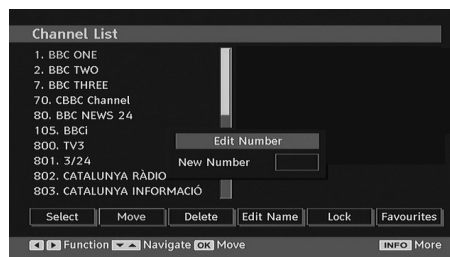 Channel List
1. BBC ONE
2. BBC TWO
7. BBC THREE
70. CBBC Channel
80. BBC NEWS 24
105. BBCi
800. TV3
801. 3/24
802. CATALUNYA RÀDIO
803. CATALUNYA INFORMACIÓ
Edit Number
New Number
Select Move Delete Edit Name Lock Favourites
Function Navigate OK Move INFO More